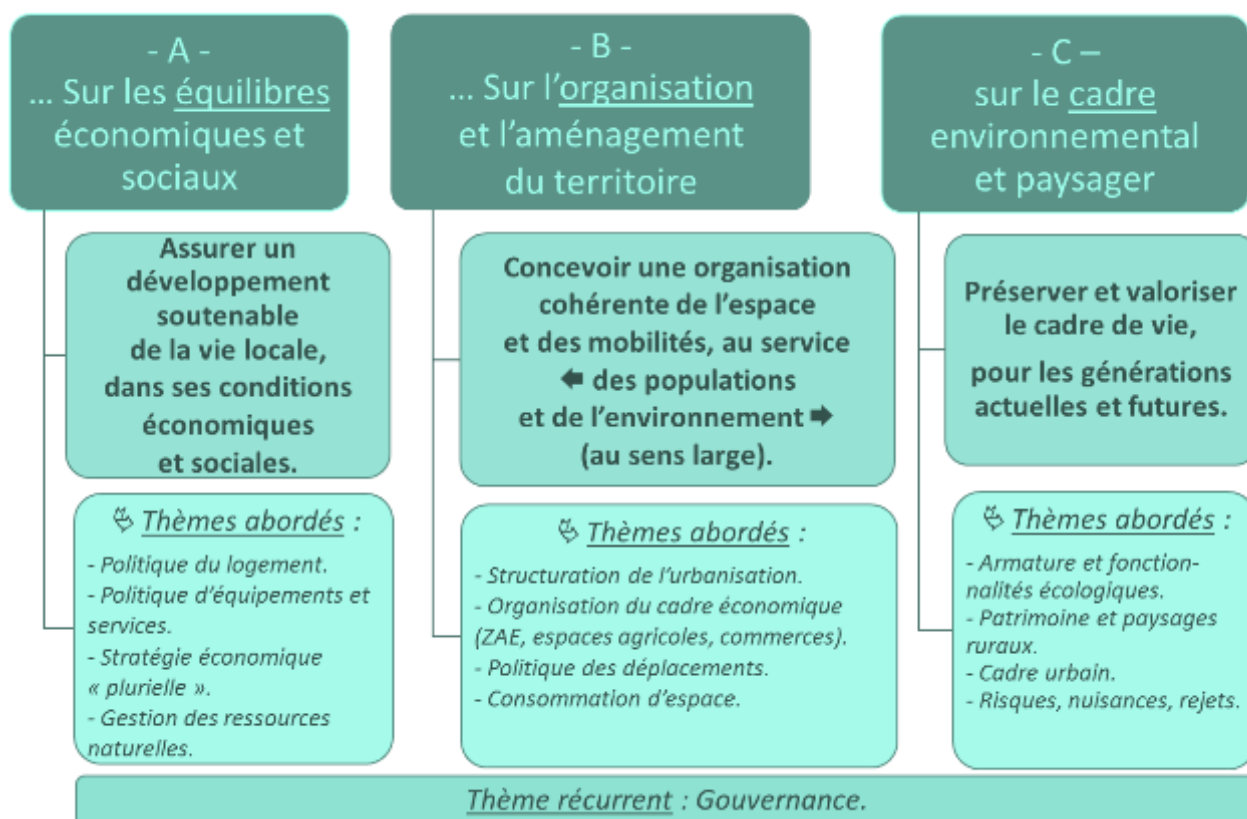 - A -
... Sur les équilibres
économiques et
sociaux
Assurer un
développement
soutenable
de la vie locale,
dans ses conditions
économiques
et sociales.
Thèmes abordés :
- Politique du logement.
- Politique d'équipements et
services.
- Stratégie économique
« plurielle ».
- Gestion des ressources
naturelles.
- B -
... Sur l'organisation
et l'aménagement
du territoire
Concevoir une organisation
cohérente de l'espace
et des mobilités, au service
🡄 des populations
et de l'environnement 🡆
(au sens large).
Thèmes abordés :
- Structuration de l'urbanisation.
- Organisation du cadre économique
(ZAE, espaces agricoles, commerces).
- Politique des déplacements.
- Consommation d'espace.
- C –
sur le cadre
environnemental
et paysager
Préserver et valoriser
le cadre de vie,
pour les générations
actuelles et futures.
Thèmes abordés :
- Armature et fonction-
nalités écologiques.
- Patrimoine et paysages
ruraux.
- Cadre urbain.
- Risques, nuisances, rejets.
Thème récurrent : Gouvernance.